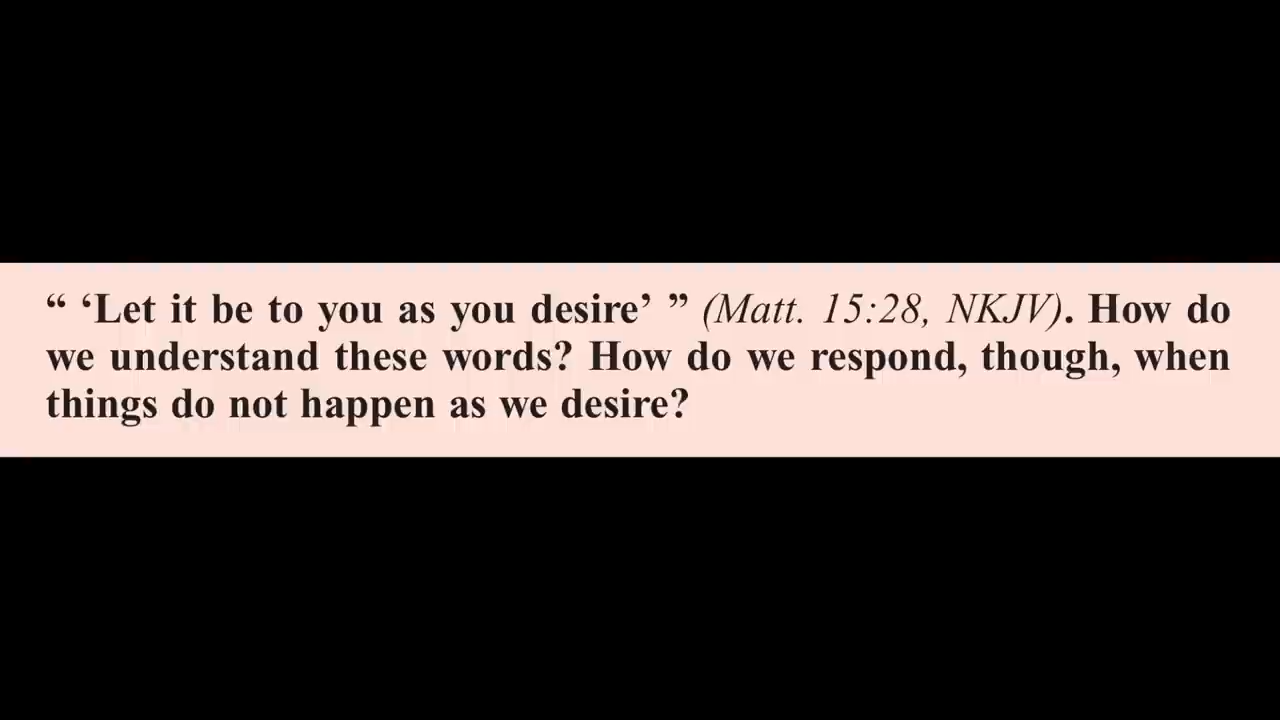 “ ‘Let it be to you as you desire’ ” (Matt. 15:28, NKJV). How do
we understand these words? How do we respond, though, when
things do not happen as we desire?